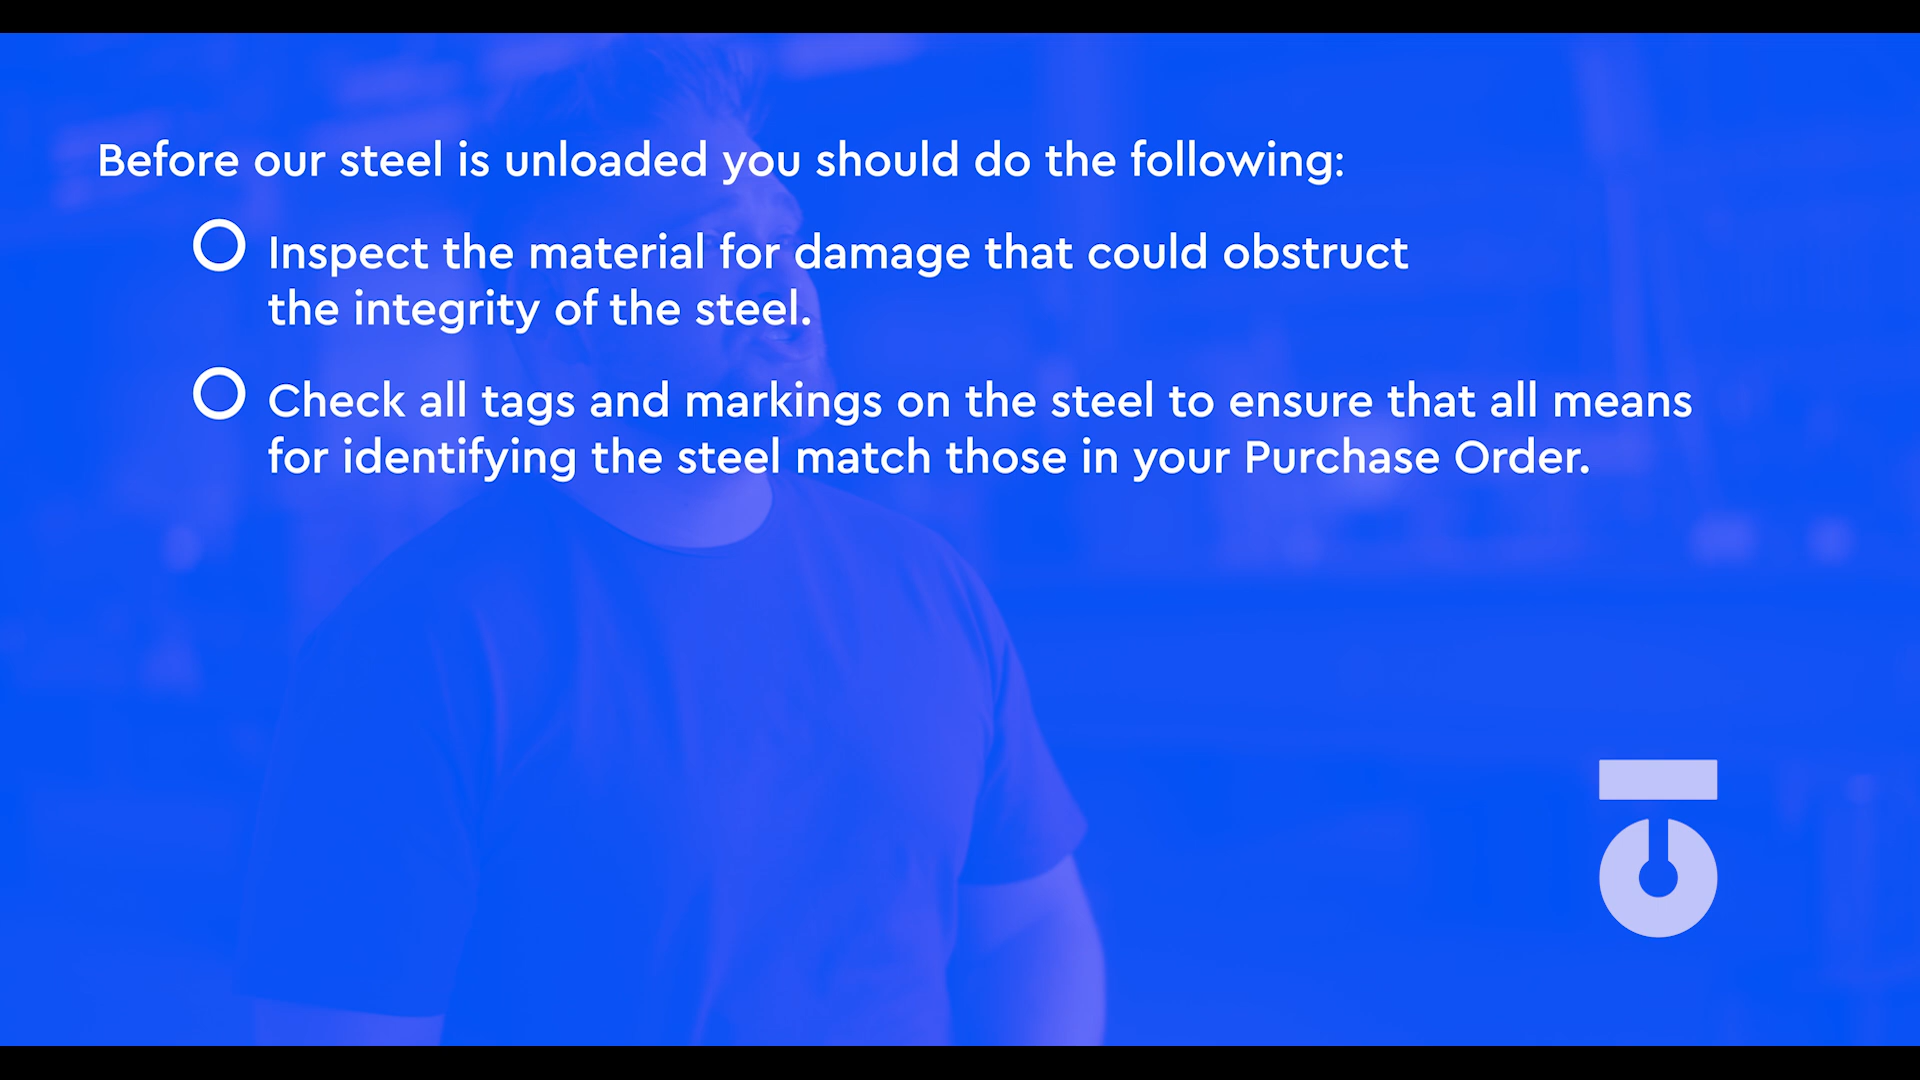 Before our steel is unloaded you should do the following:
Inspect the material for damage that could obstruct
the integrity of the steel.
Check all tags and markings on the steel to ensure that all means
for identifying the steel match those in your Purchase Order.